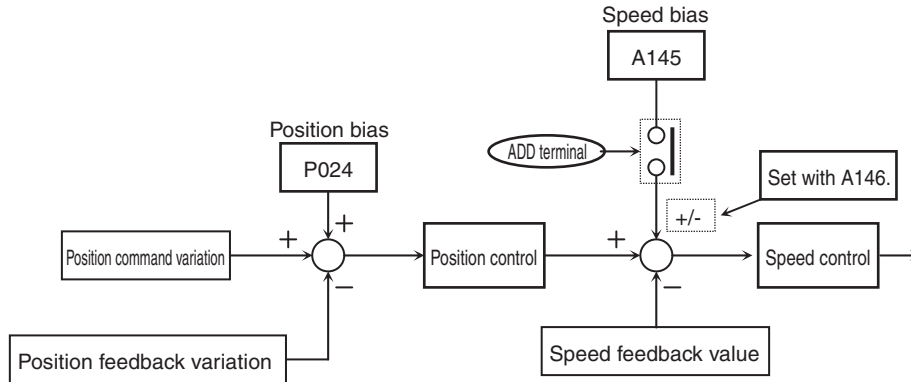 Speed bias
A145
Position bias
ADD terminal
P024
Set with A146.
+/-
+
+
+
Position command variation
Position control
Speed control
−
−
Position feedback variation
Speed feedback value